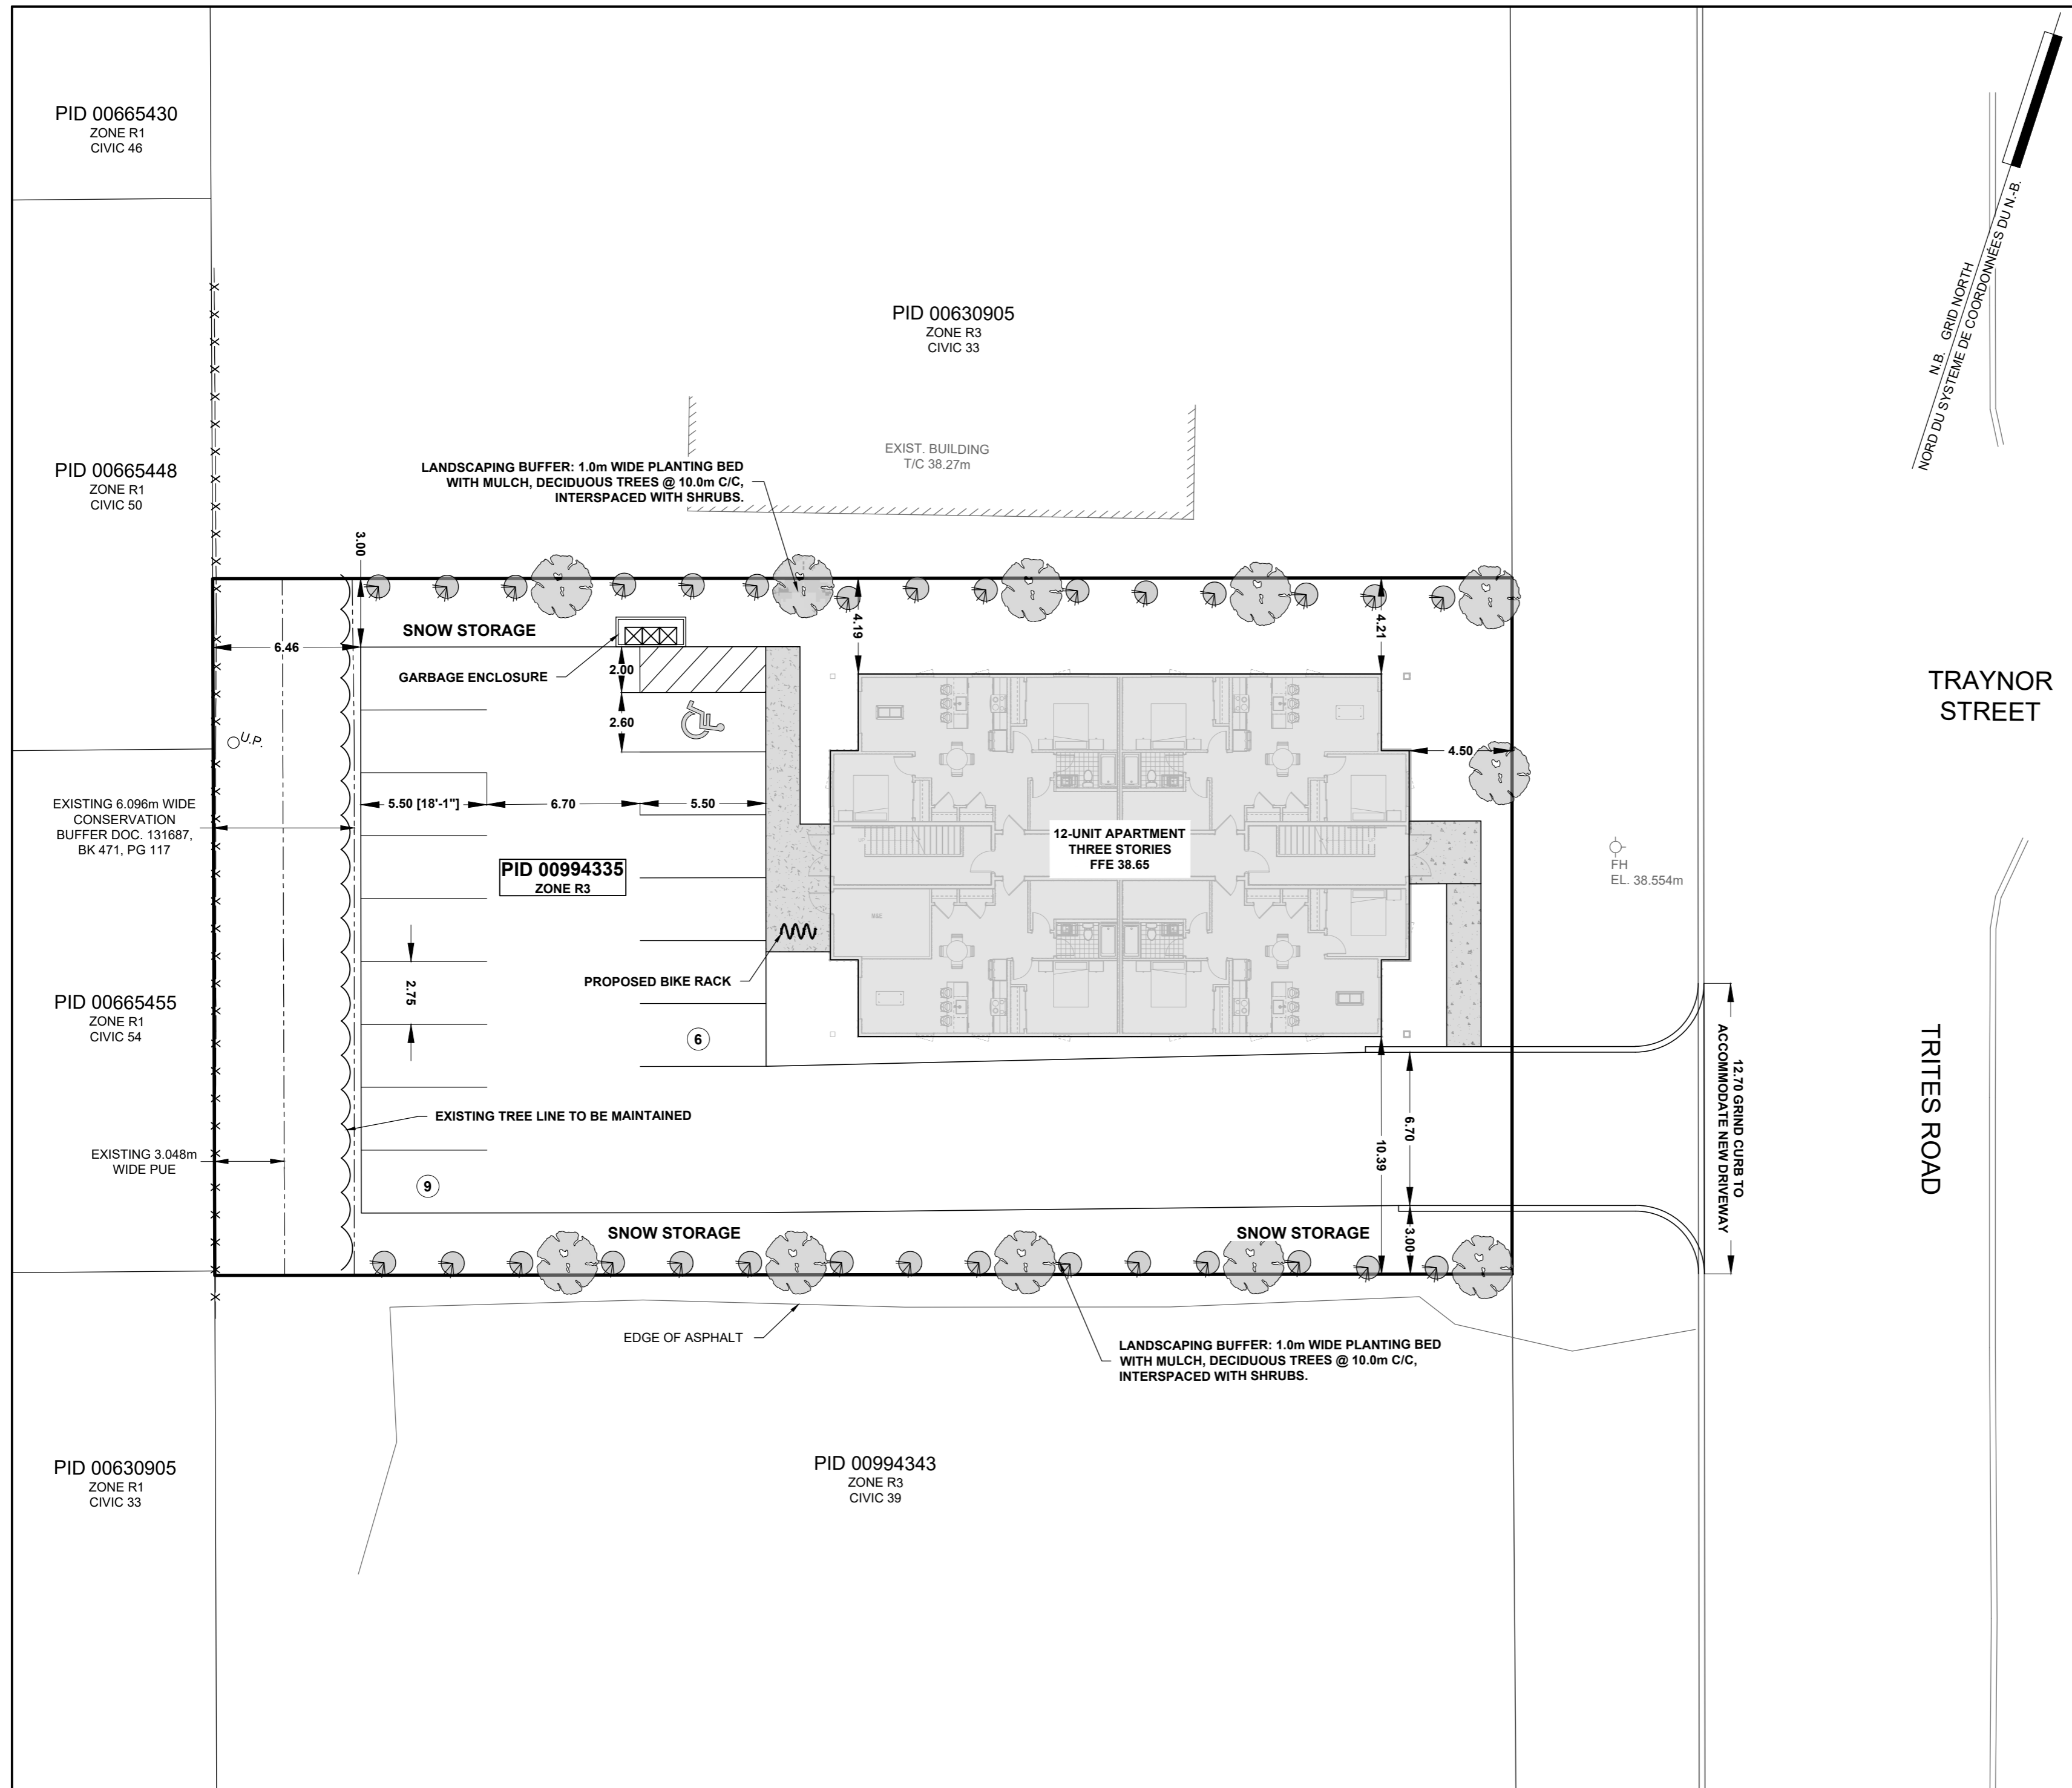 PID 00665430
ZONE R1
CIVIC 46
N.B. GRID NORTH
NORD DU SYSTEME DE COORDONNÉES DU N.-B.
PID 00630905
ZONE R3
CIVIC 33
EXIST. BUILDING
T/C 38.27m
PID 00665448
ZONE R1
CIVIC 50
LANDSCAPING BUFFER: 1.0m WIDE PLANTING BED
WITH MULCH, DECIDUOUS TREES @ 10.0m C/C,
INTERSPACED WITH SHRUBS.
3.00
4.19
4.21
SNOW STORAGE
6.46
GARBAGE ENCLOSURE
2.00
2.60
TRAYNOR
STREET
U.P.
4.50
EXISTING 6.096m WIDE
CONSERVATION
BUFFER DOC. 131687,
BK 471, PG 117
5.50 [18'-1"]
6.70
5.50
12-UNIT APARTMENT
THREE STORIES
FFE 38.65
PID 00994335
ZONE R3
FH
EL. 38.554m
PROPOSED BIKE RACK
2.75
PID 00665455
ZONE R1
CIVIC 54
6
12.70 GRIND CURB TO
ACCOMMODATE NEW DRIVEWAY
TRITES ROAD
EXISTING TREE LINE TO BE MAINTAINED
6.70
10.39
EXISTING 3.048m
WIDE PUE
9
SNOW STORAGE
SNOW STORAGE
3.00
EDGE OF ASPHALT
LANDSCAPING BUFFER: 1.0m WIDE PLANTING BED
WITH MULCH, DECIDUOUS TREES @ 10.0m C/C,
INTERSPACED WITH SHRUBS.
PID 00630905
ZONE R1
CIVIC 33
PID 00994343
ZONE R3
CIVIC 39